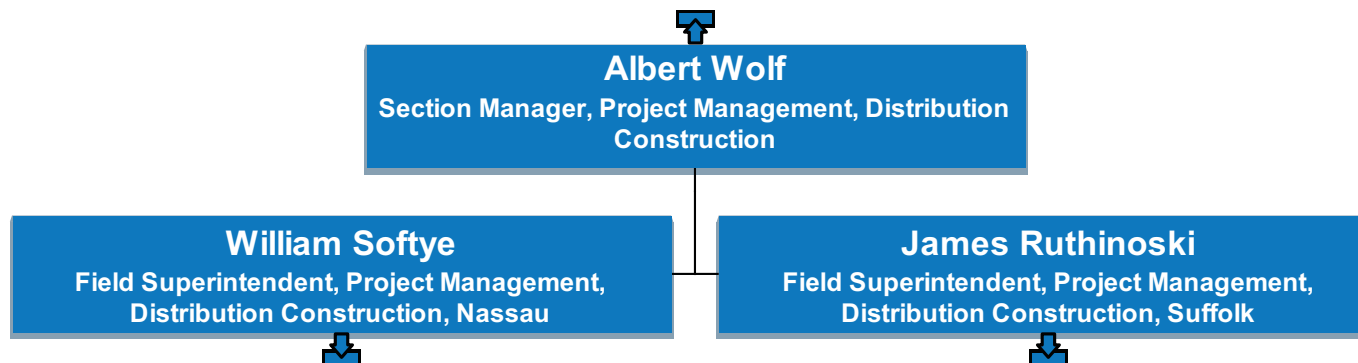 Albert Wolf
Section Manager, Project Management, Distribution
Construction
William Softye
Field Superintendent, Project Management,
Distribution Construction, Nassau
James Ruthinoski
Field Superintendent, Project Management,
Distribution Construction, Suffolk